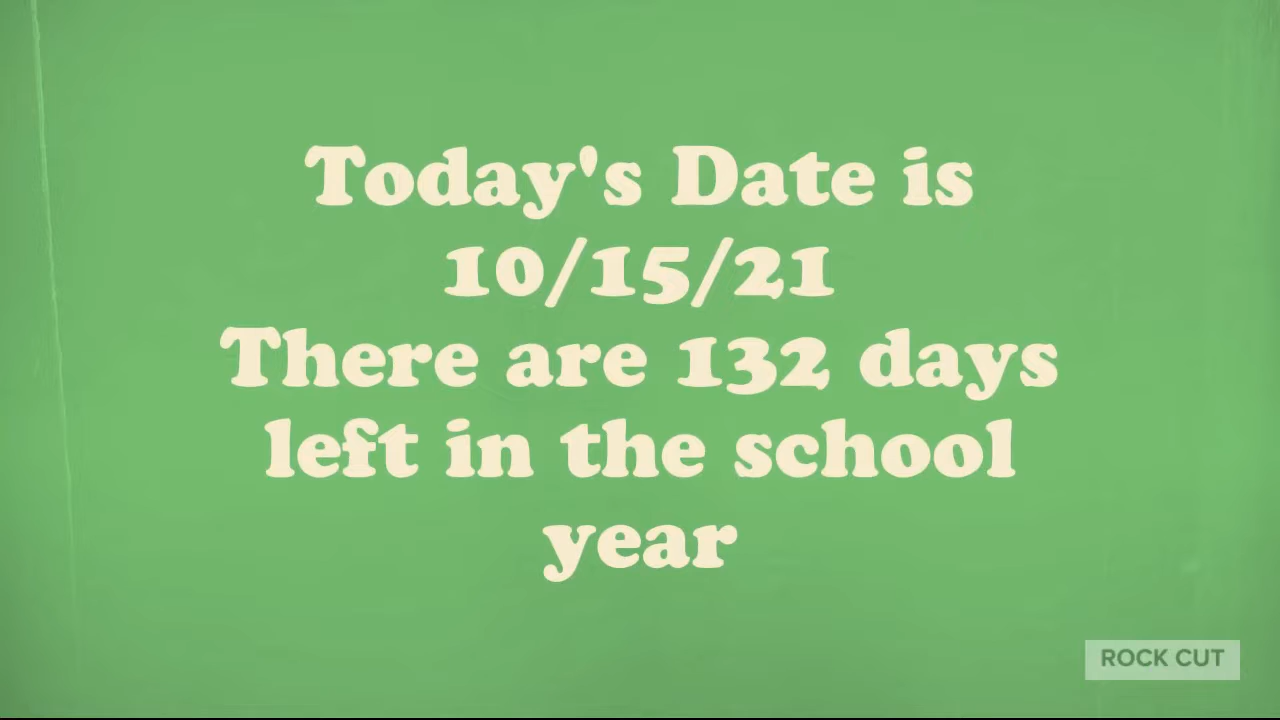 Today's Date is
10/15/21
There are 132 days
left in the school
year
ROCK CUT